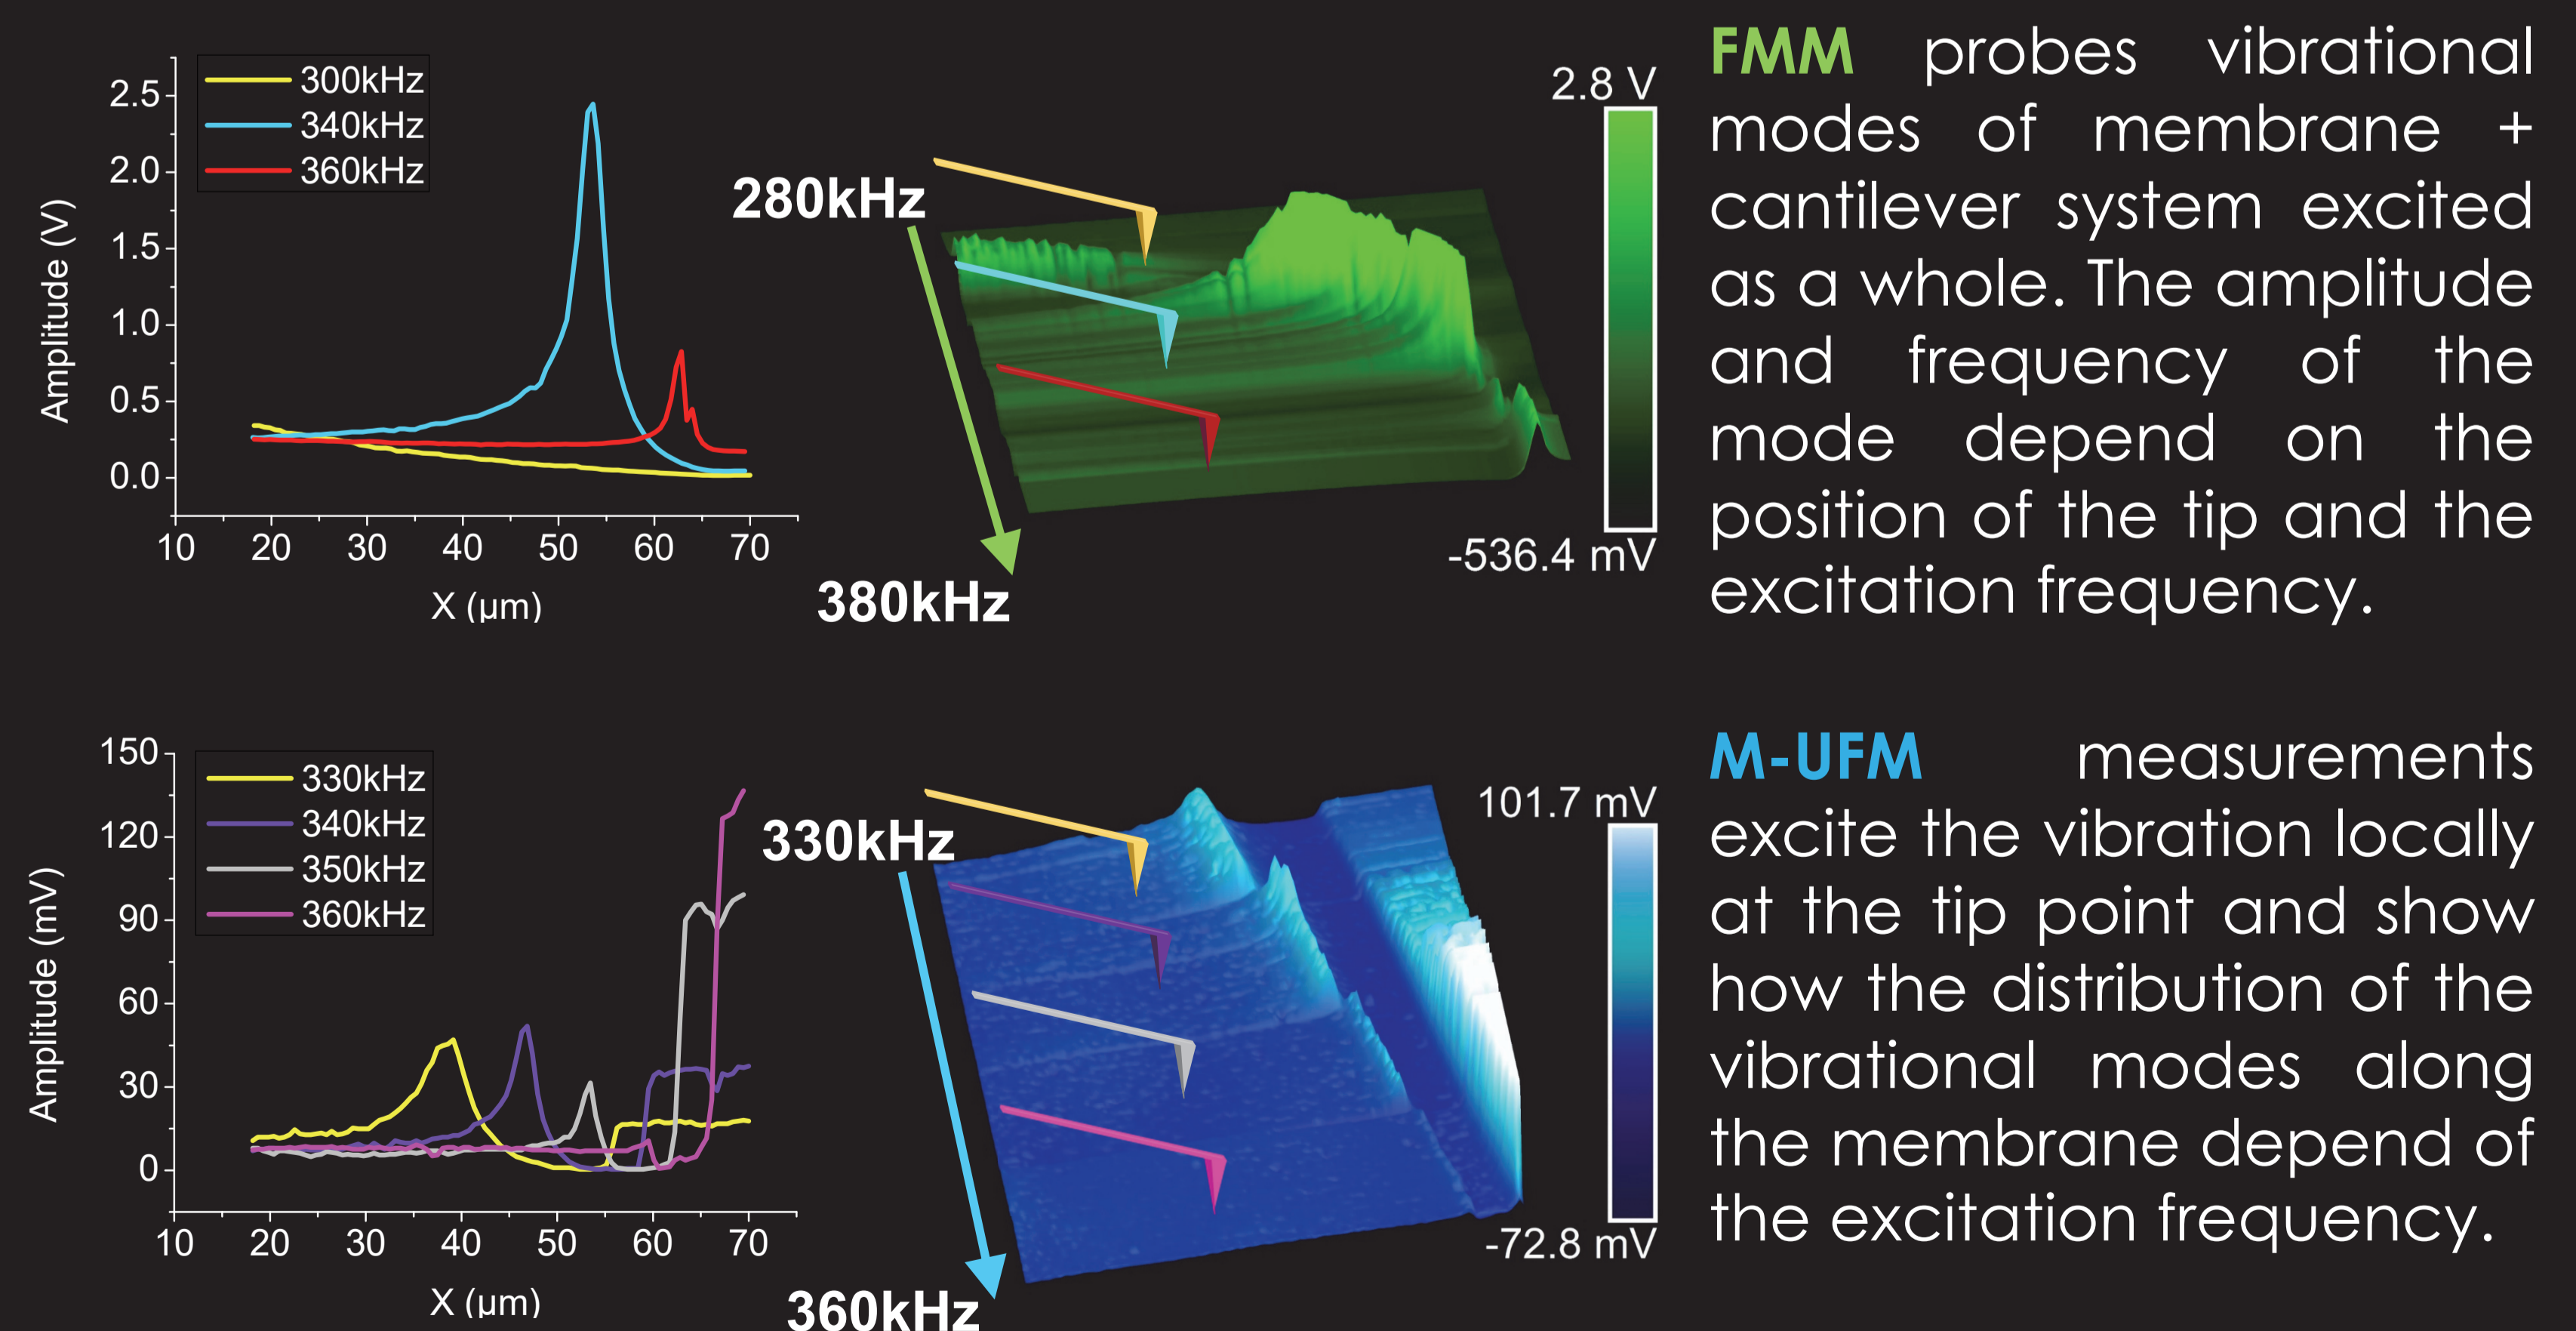 2.5
2.0
1.5
1.0
0.5
0.0
Amplitude (V)
300kHz
340kHz
360kHz
10 20 30 40 50 60 70
X (µm)
280kHz
380kHz
2.8 V
-536.4 mV
FMM probes vibrational
modes of membrane +
cantilever system excited
as a whole. The amplitude
and frequency of the
mode depend on the
position of the tip and the
excitation frequency.
150
120
90
60
30
0
Amplitude (mV)
330kHz
340kHz
350kHz
360kHz
10 20 30 40 50 60 70
X (µm)
330kHz
360kHz
101.7 mV
-72.8 mV
M-UFM measurements
excite the vibration locally
at the tip point and show
how the distribution of the
vibrational modes along
the membrane depend of
the excitation frequency.